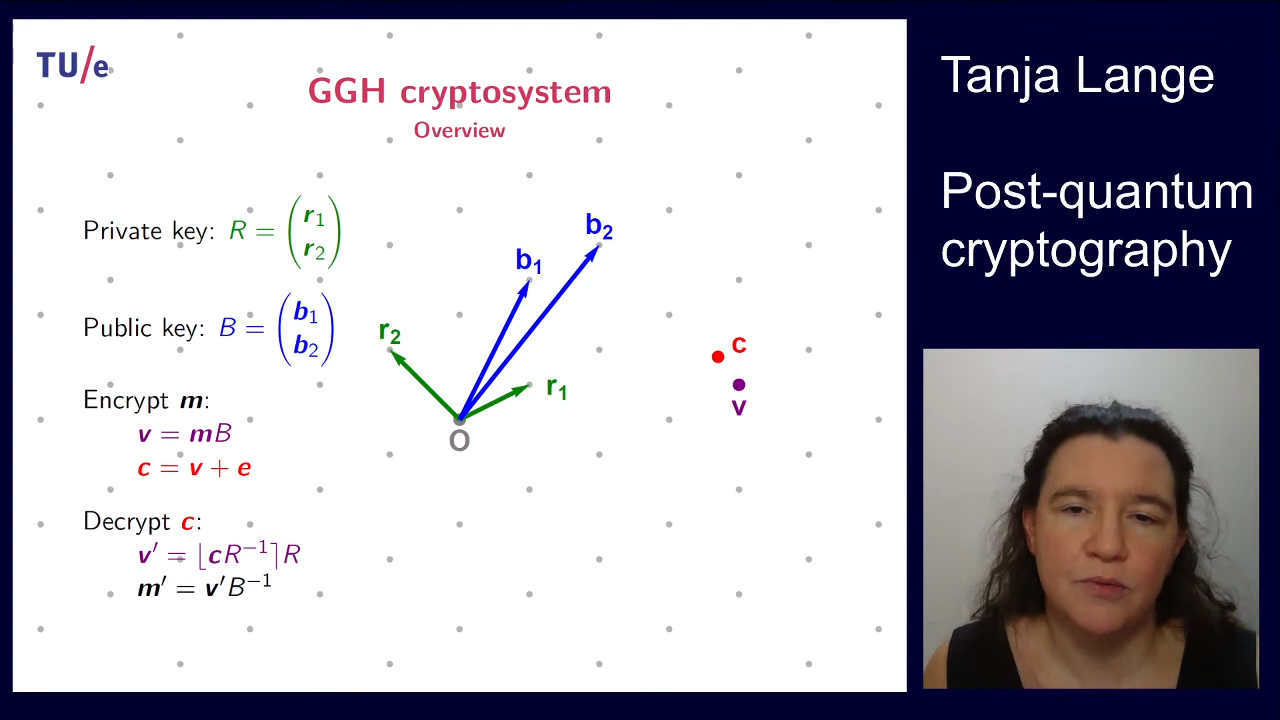 TU/e
GGH cryptosystem
Overview
Private key: R = (r1 r2)
Public key: B = (b1 b2)
Encrypt m:
v = mB
c = v + e
Decrypt c:
v′ = ⌊cR−1⌉R
m′ = v′B−1
b2
b1
r2
r1
O
c
v
Tanja Lange
Post-quantum
cryptography